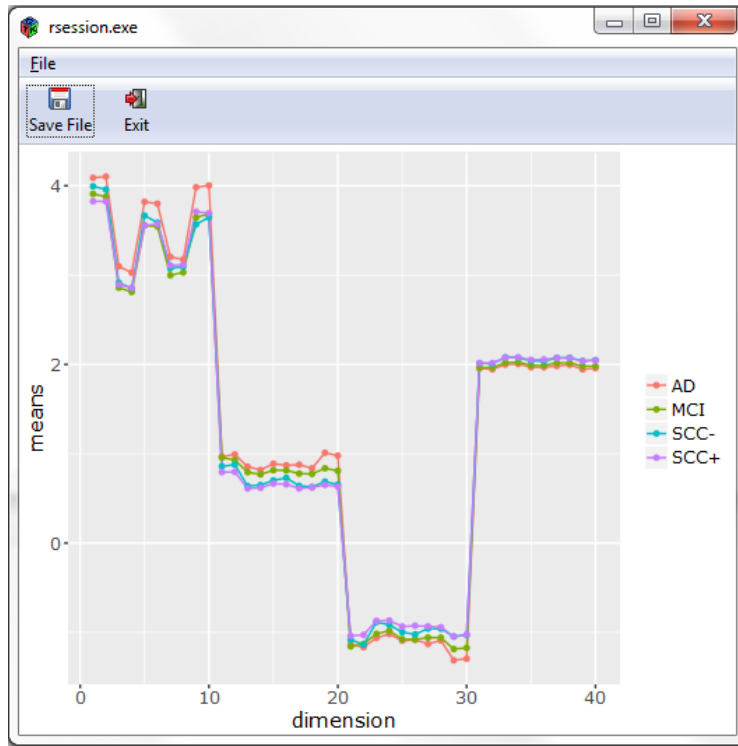 rsession.exe
File
Save File
Exit
4
2
0
means
0
10
20
30
40
dimension
AD
MCI
SCC-
SCC+